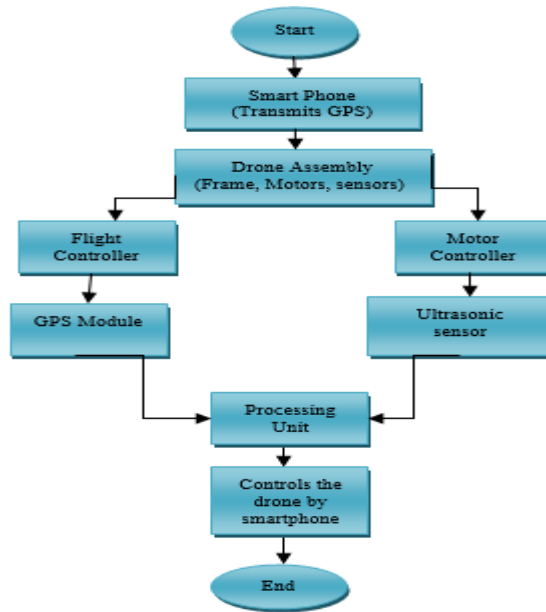 Start
Smart Phone
(Transmits GPS)
Drone Assembly
(Frame, Motors, sensors)
Flight
Controller
Motor
Controller
GPS Module
Ultrasonic
sensor
Processing
Unit
Controls the
drone by
smartphone
End